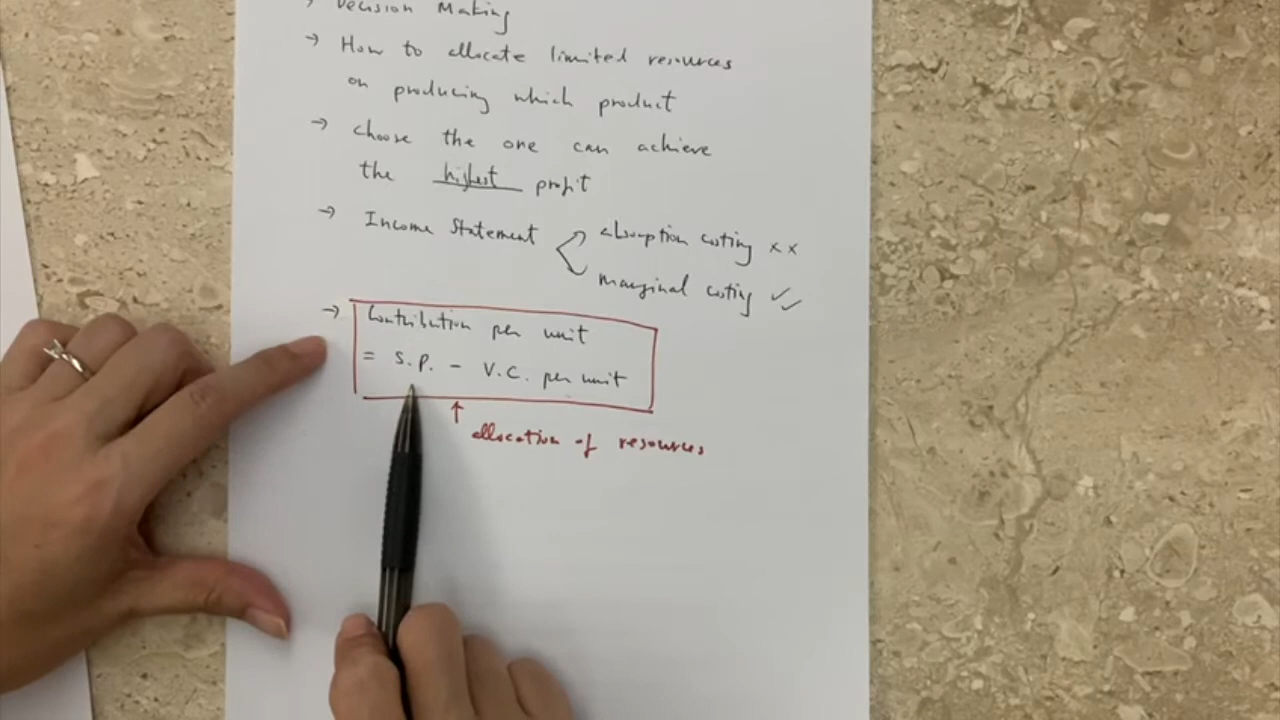 → Decision Making
→ How to allocate limited resources
on producing which product
→ choose the one can achieve
the highest profit
→ Income Statement
absorption costing xx
marginal costing ✓✓
→ Contribution per unit
= S.P. - V.C. per unit
↑ allocation of resources